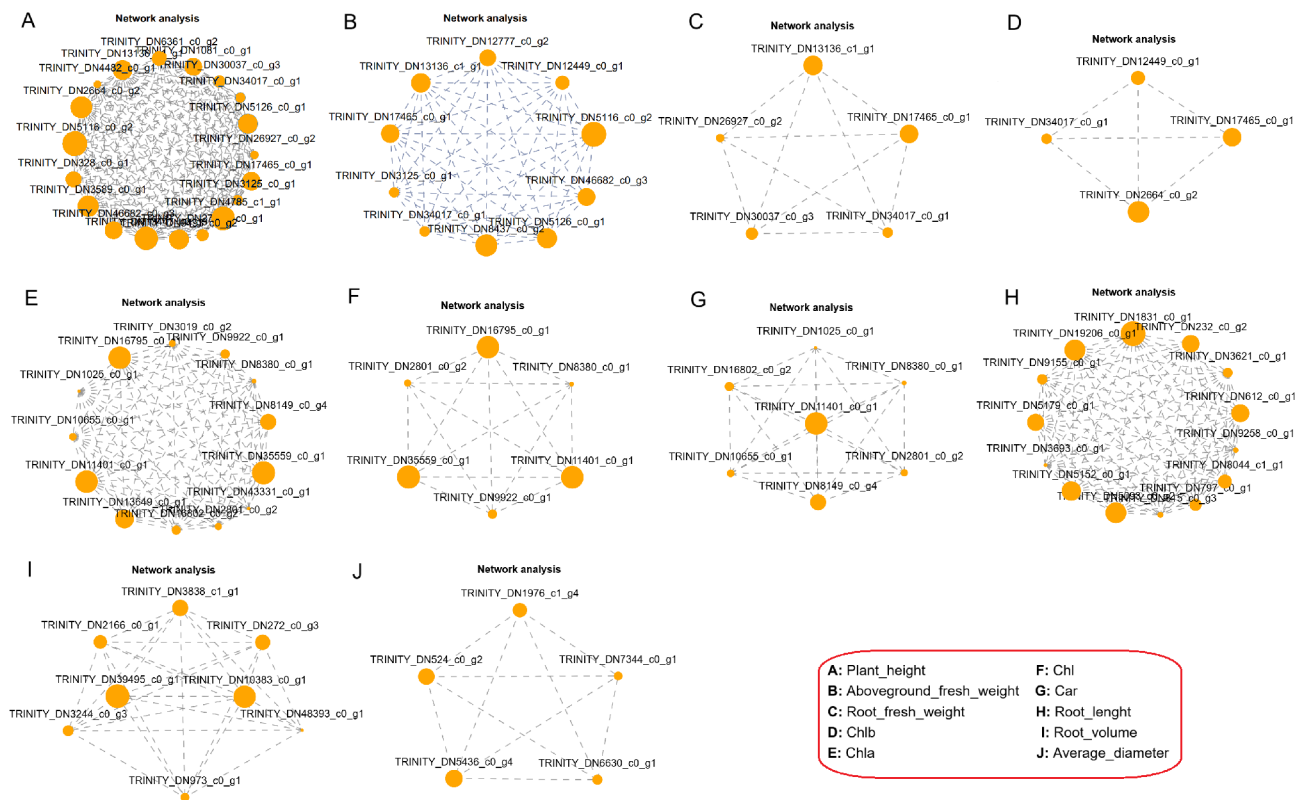 A
Network analysis
TRINITY_DN6361_c0_g2
TRINITY_DN1081_c0_g1
TRINITY_DN13136_c1_g1
TRINITY_DN30037_c0_g3
TRINITY_DN4482_c0_g1
TRINITY_DN34017_c0_g1
TRINITY_DN2664_c0_g2
TRINITY_DN5126_c0_g1
TRINITY_DN5116_c0_g2
TRINITY_DN26927_c0_g2
TRINITY_DN328_c0_g1
TRINITY_DN17465_c0_g1
TRINITY_DN3589_c0_g1
TRINITY_DN3125_c0_g1
TRINITY_DN4785_c1_g1
TRINITY_DN46682_c0_g3
B
Network analysis
TRINITY_DN12777_c0_g2
TRINITY_DN13136_c1_g1
TRINITY_DN12449_c0_g1
TRINITY_DN17465_c0_g1
TRINITY_DN5116_c0_g2
TRINITY_DN3125_c0_g1
TRINITY_DN46682_c0_g3
TRINITY_DN34017_c0_g1
TRINITY_DN5126_c0_g1
TRINITY_DN8437_c0_g2
C
Network analysis
TRINITY_DN13136_c1_g1
TRINITY_DN26927_c0_g2
TRINITY_DN17465_c0_g1
TRINITY_DN30037_c0_g3
TRINITY_DN34017_c0_g1
D
Network analysis
TRINITY_DN12449_c0_g1
TRINITY_DN34017_c0_g1
TRINITY_DN17465_c0_g1
TRINITY_DN2664_c0_g2
E
Network analysis
TRINITY_DN3019_c0_g2
TRINITY_DN9922_c0_g1
TRINITY_DN16795_c0_g1
TRINITY_DN8380_c0_g1
TRINITY_DN1025_c0_g1
TRINITY_DN8149_c0_g4
TRINITY_DN10655_c0_g1
TRINITY_DN35559_c0_g1
TRINITY_DN11401_c0_g1
TRINITY_DN43331_c0_g1
TRINITY_DN13649_c0_g1
TRINITY_DN2801_c0_g2
TRINITY_DN16802_c0_g2
F
Network analysis
TRINITY_DN16795_c0_g1
TRINITY_DN2801_c0_g2
TRINITY_DN8380_c0_g1
TRINITY_DN35559_c0_g1
TRINITY_DN11401_c0_g1
TRINITY_DN9922_c0_g1
G
Network analysis
TRINITY_DN1025_c0_g1
TRINITY_DN16802_c0_g2
TRINITY_DN8380_c0_g1
TRINITY_DN11401_c0_g1
TRINITY_DN10655_c0_g1
TRINITY_DN2801_c0_g2
TRINITY_DN8149_c0_g4
H
Network analysis
TRINITY_DN1831_c0_g1
TRINITY_DN19206_c0_g1
TRINITY_DN232_c0_g2
TRINITY_DN9155_c0_g1
TRINITY_DN3621_c0_g1
TRINITY_DN5179_c0_g1
TRINITY_DN612_c0_g1
TRINITY_DN3693_c0_g1
TRINITY_DN9258_c0_g1
TRINITY_DN5152_c0_g1
TRINITY_DN8044_c1_g1
TRINITY_DN797_c0_g1
I
Network analysis
TRINITY_DN3838_c1_g1
TRINITY_DN2166_c0_g1
TRINITY_DN272_c0_g3
TRINITY_DN39495_c0_g1
TRINITY_DN10383_c0_g1
TRINITY_DN3244_c0_g3
TRINITY_DN48393_c0_g1
TRINITY_DN973_c0_g1
J
Network analysis
TRINITY_DN1976_c1_g4
TRINITY_DN524_c0_g2
TRINITY_DN7344_c0_g1
TRINITY_DN5436_c0_g4
TRINITY_DN6630_c0_g1
A: Plant_height
B: Aboveground_fresh_weight
C: Root_fresh_weight
D: Chlb
E: Chla
F: Chl
G: Car
H: Root_lenght
I: Root_volume
J: Average_diameter